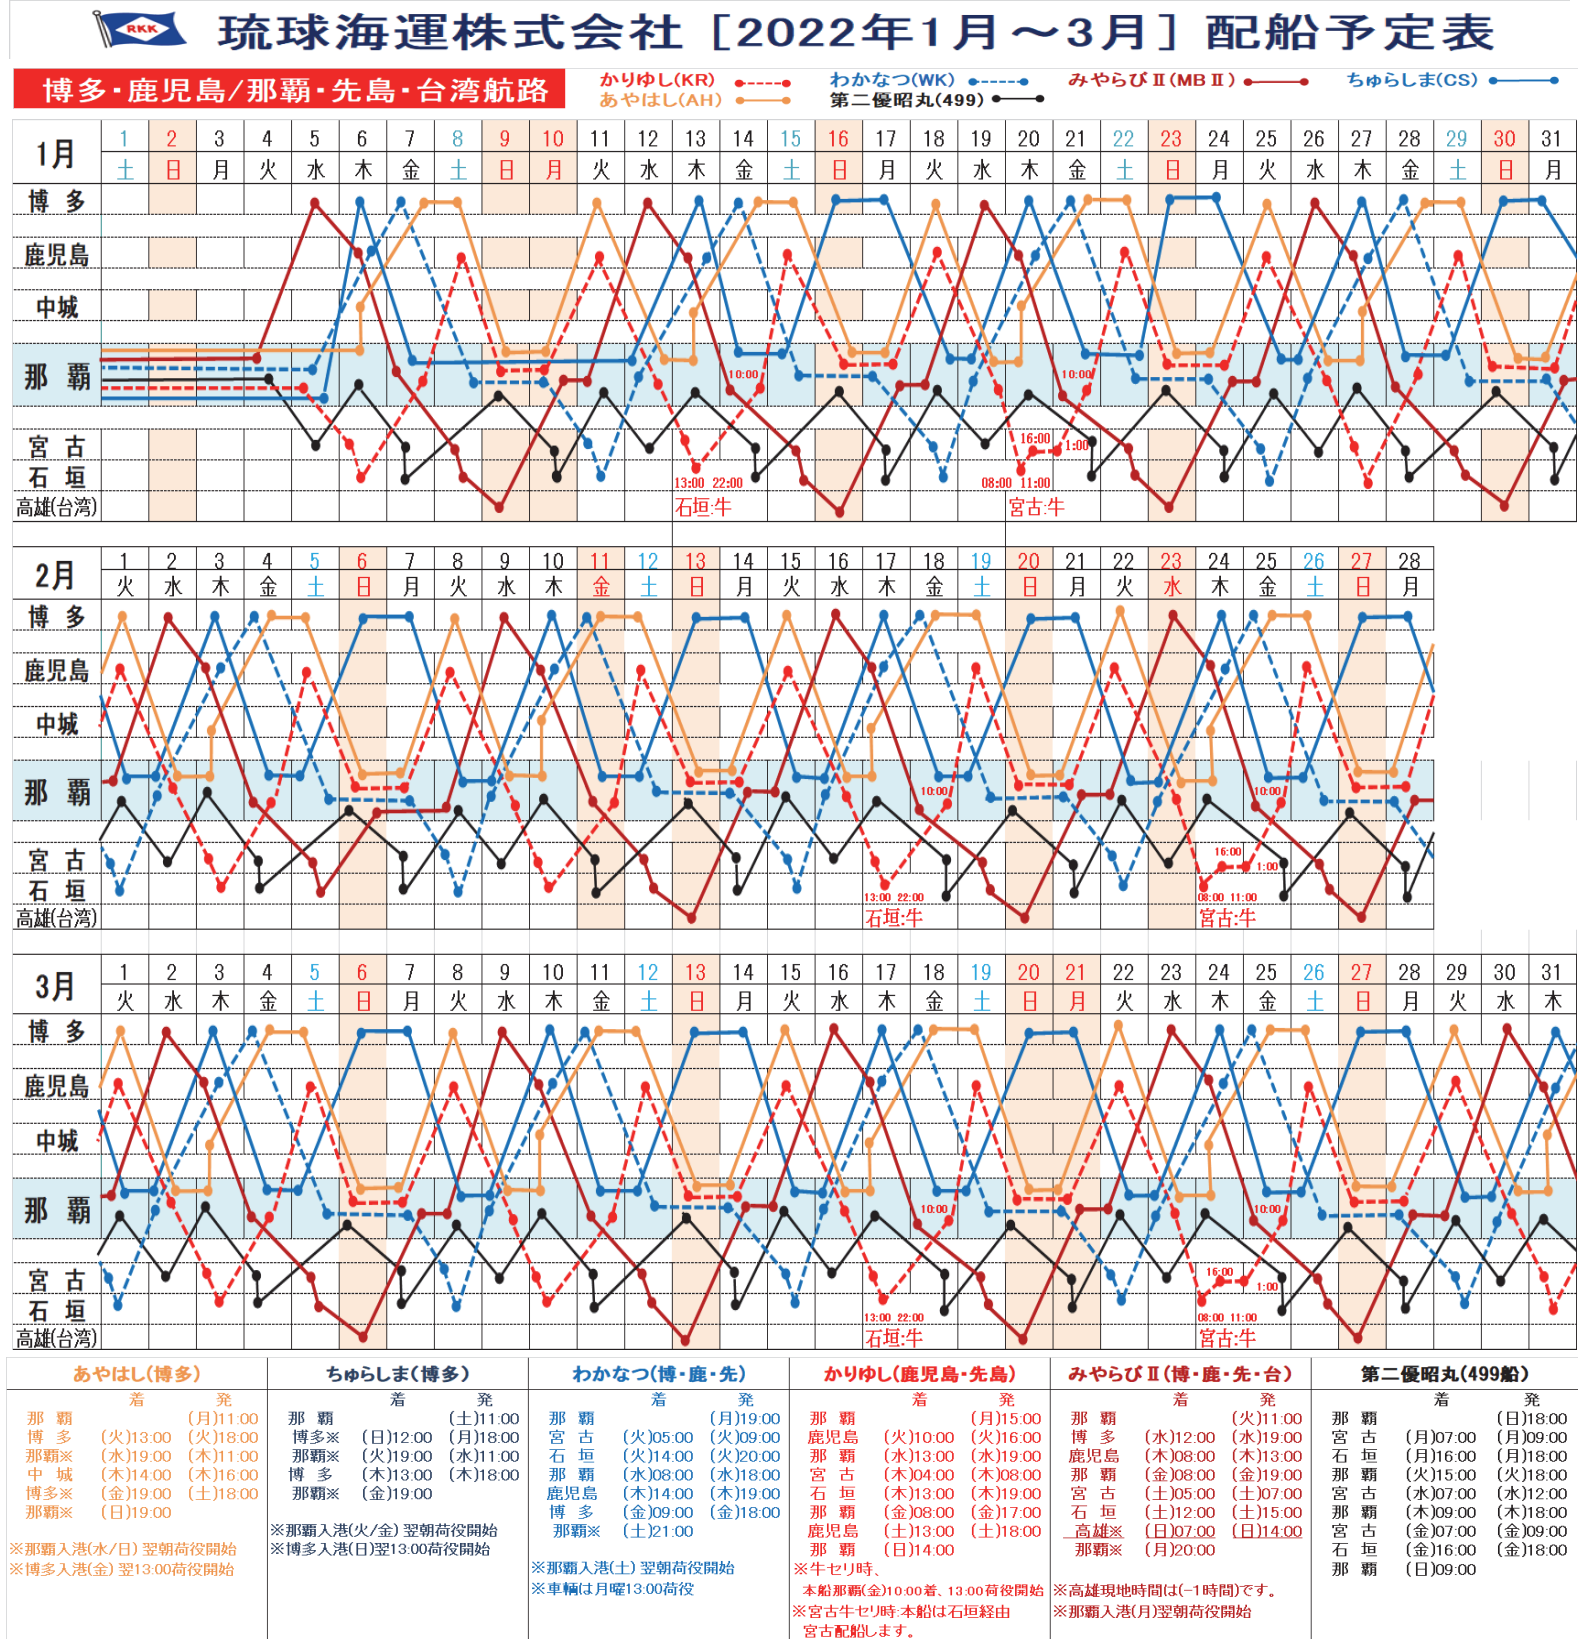 RKK 琉球海運株式会社［2022年1月～3月］配船予定表
博多・鹿児島/那覇・先島・台湾航路
かりゆし(KR) わかなつ(WK) みやらびⅡ(MBⅡ) ちゅらしま(CS)
あやはし(AH) 第二優昭丸(499)
1月
1 2 3 4 5 6 7 8 9 10 11 12 13 14 15 16 17 18 19 20 21 22 23 24 25 26 27 28 29 30 31
土 日 月 火 水 木 金 土 日 月 火 水 木 金 土 日 月 火 水 木 金 土 日 月 火 水 木 金 土 日 月
博多
鹿児島
中城
那覇
10:00 10:00
宮古
16:00 1:00
石垣
13:00 22:00 08:00 11:00
高雄(台湾)
石垣:牛 宮古:牛
2月
1 2 3 4 5 6 7 8 9 10 11 12 13 14 15 16 17 18 19 20 21 22 23 24 25 26 27 28
火 水 木 金 土 日 月 火 水 木 金 土 日 月 火 水 木 金 土 日 月 火 水 木 金 土 日 月
博多
鹿児島
中城
那覇
10:00 10:00
宮古
16:00 1:00
石垣
13:00 22:00 08:00 11:00
高雄(台湾)
石垣:牛 宮古:牛
3月
1 2 3 4 5 6 7 8 9 10 11 12 13 14 15 16 17 18 19 20 21 22 23 24 25 26 27 28 29 30 31
火 水 木 金 土 日 月 火 水 木 金 土 日 月 火 水 木 金 土 日 月 火 水 木 金 土 日 月 火 水 木
博多
鹿児島
中城
那覇
10:00 10:00
宮古
16:00 1:00
石垣
13:00 22:00 08:00 11:00
高雄(台湾)
石垣:牛 宮古:牛
あやはし(博多)
着 発
那覇 (月)11:00
博多 (火)13:00 (火)18:00
那覇※ (水)19:00 (木)11:00
中城 (木)14:00 (木)16:00
博多※ (金)19:00 (土)18:00
那覇※ (日)19:00
※那覇入港(水/日) 翌朝荷役開始
※博多入港(金) 翌13:00荷役開始
ちゅらしま(博多)
着 発
那覇 (土)11:00
博多※ (日)12:00 (月)18:00
那覇※ (火)19:00 (水)11:00
博多 (木)13:00 (木)18:00
那覇※ (金)19:00
※那覇入港(火/金) 翌朝荷役開始
※博多入港(日)翌13:00荷役開始
わかなつ(博・鹿・先)
着 発
那覇 (月)19:00
宮古 (火)05:00 (火)09:00
石垣 (火)14:00 (火)20:00
那覇 (水)08:00 (水)18:00
鹿児島 (木)14:00 (木)19:00
博多 (金)09:00 (金)18:00
那覇※ (土)21:00
※那覇入港(土) 翌朝荷役開始
※車輌は月曜13:00荷役
かりゆし(鹿児島・先島)
着 発
那覇 (月)15:00
鹿児島 (火)10:00 (火)16:00
那覇 (水)13:00 (水)19:00
宮古 (木)04:00 (木)08:00
石垣 (木)13:00 (木)19:00
那覇 (金)08:00 (金)17:00
鹿児島 (土)13:00 (土)18:00
那覇 (日)14:00
※牛セリ時、
本船那覇(金)10:00着、13:00荷役開始
※宮古牛セリ時:本船は石垣経由
宮古配船します。
みやらびⅡ(博・鹿・先・台)
着 発
那覇 (火)11:00
博多 (水)12:00 (水)19:00
鹿児島 (木)08:00 (木)13:00
那覇 (金)08:00 (金)19:00
宮古 (土)05:00 (土)07:00
石垣 (土)12:00 (土)15:00
高雄※ (日)07:00 (日)14:00
那覇※ (月)20:00
※高雄現地時間は(-1時間)です。
※那覇入港(月)翌朝荷役開始
第二優昭丸(499船)
着 発
那覇 (日)18:00
宮古 (月)07:00 (月)09:00
石垣 (月)16:00 (月)18:00
那覇 (火)15:00 (火)18:00
宮古 (水)07:00 (水)12:00
那覇 (木)09:00 (木)18:00
宮古 (金)07:00 (金)09:00
石垣 (金)16:00 (金)18:00
那覇 (日)09:00